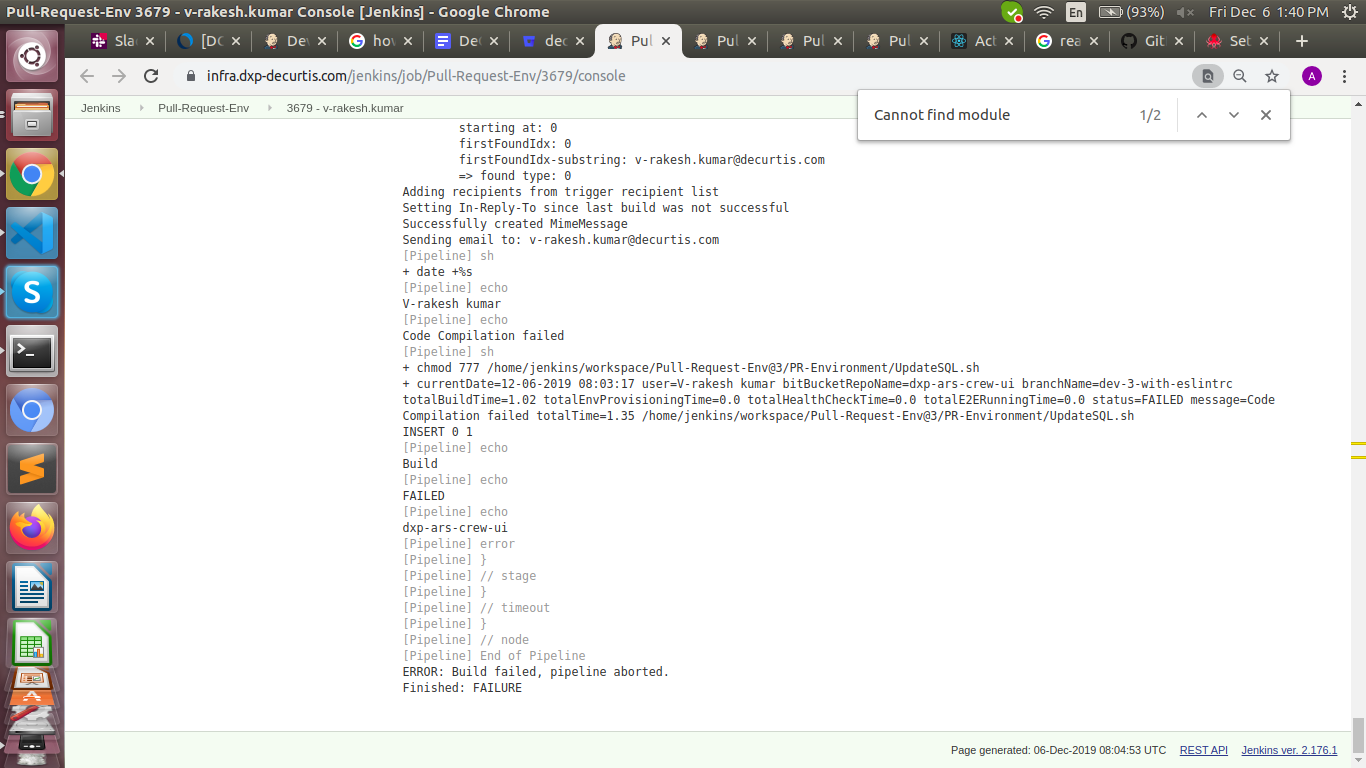 Pull-Request-Env 3679 - v-rakesh.kumar Console [Jenkins] - Google Chrome
En
(93%)
Fri Dec 6 1:40 PM
Sla
[DC
Dev
hov
DeC
dec
Pul
Pul
Pul
Pul
Act
rea
Git
Set
infra.dxp-decurtis.com/jenkins/job/Pull-Request-Env/3679/console
A
Jenkins
Pull-Request-Env
3679 - v-rakesh.kumar
Cannot find module
1/2
starting at: 0
firstFoundIdx: 0
firstFoundIdx-substring: v-rakesh.kumar@decurtis.com
=> found type: 0
Adding recipients from trigger recipient list
Setting In-Reply-To since last build was not successful
Successfully created MimeMessage
Sending email to: v-rakesh.kumar@decurtis.com
[Pipeline] sh
+ date +%s
[Pipeline] echo
V-rakesh kumar
[Pipeline] echo
Code Compilation failed
[Pipeline] sh
+ chmod 777 /home/jenkins/workspace/Pull-Request-Env@3/PR-Environment/UpdateSQL.sh
+ currentDate=12-06-2019 08:03:17 user=V-rakesh kumar bitBucketRepoName=dxp-ars-crew-ui branchName=dev-3-with-eslintrc
totalBuildTime=1.02 totalEnvProvisioningTime=0.0 totalHealthCheckTime=0.0 totalE2ERunningTime=0.0 status=FAILED message=Code
Compilation failed totalTime=1.35 /home/jenkins/workspace/Pull-Request-Env@3/PR-Environment/UpdateSQL.sh
INSERT 0 1
[Pipeline] echo
Build
[Pipeline] echo
FAILED
[Pipeline] echo
dxp-ars-crew-ui
[Pipeline] error
[Pipeline] }
[Pipeline] // stage
[Pipeline] }
[Pipeline] // timeout
[Pipeline] }
[Pipeline] // node
[Pipeline] End of Pipeline
ERROR: Build failed, pipeline aborted.
Finished: FAILURE
Page generated: 06-Dec-2019 08:04:53 UTC
REST API
Jenkins ver. 2.176.1